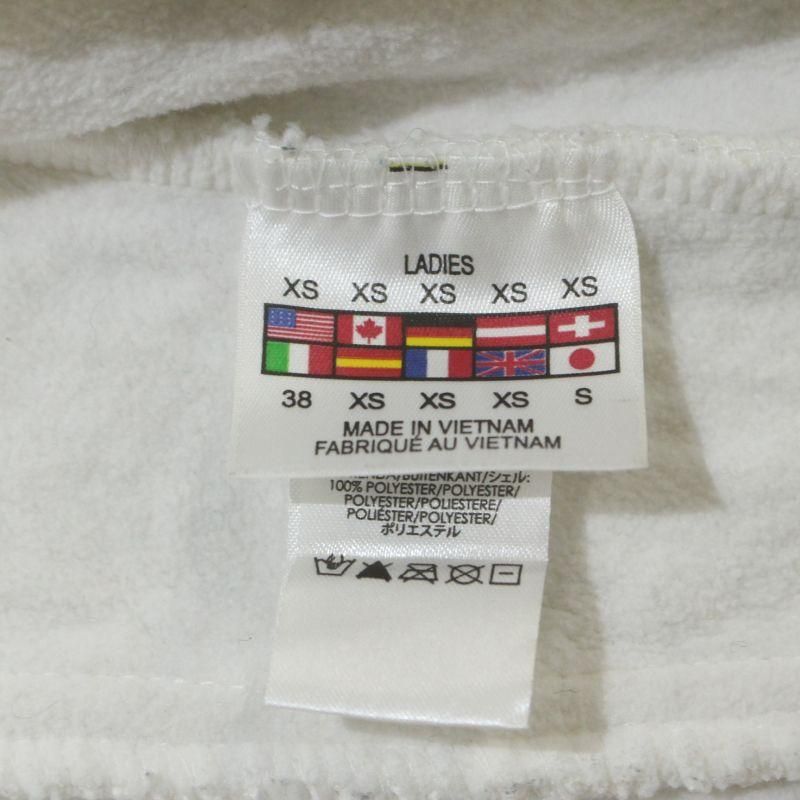 LADIES
XS XS XS XS XS
38 XS XS XS S
MADE IN VIETNAM
FABRIQUÉ AU VIETNAM
/BUITENKANT/シェル:
100% POLYESTER/POLYESTER/
POLYESTER/POLIESTERE/
POLIÉSTER/POLYESTER/
ポリエステル